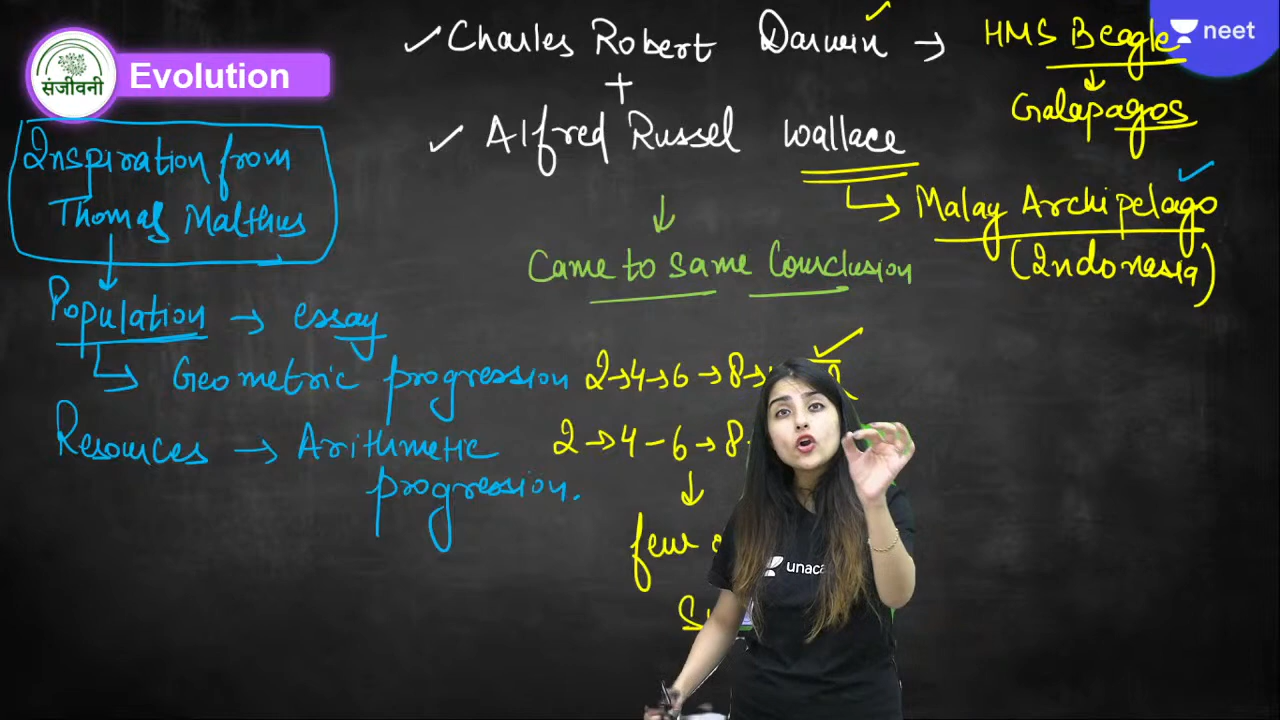 संजीवनी
Evolution
neet
Charles Robert Darwin → HMS Beagle
+
↓
Galapagos
Alfred Russel wallace
→ Malay Archipelago
(Indonesia)
↓
Came to same Conclusion
Inspiration from
Thomas Malthus
↓
Population → essay
→ Geometric progression 2→4→6→8→
Resources → Arithmetic
progression.
2→4-6→8
↓
few
unaca